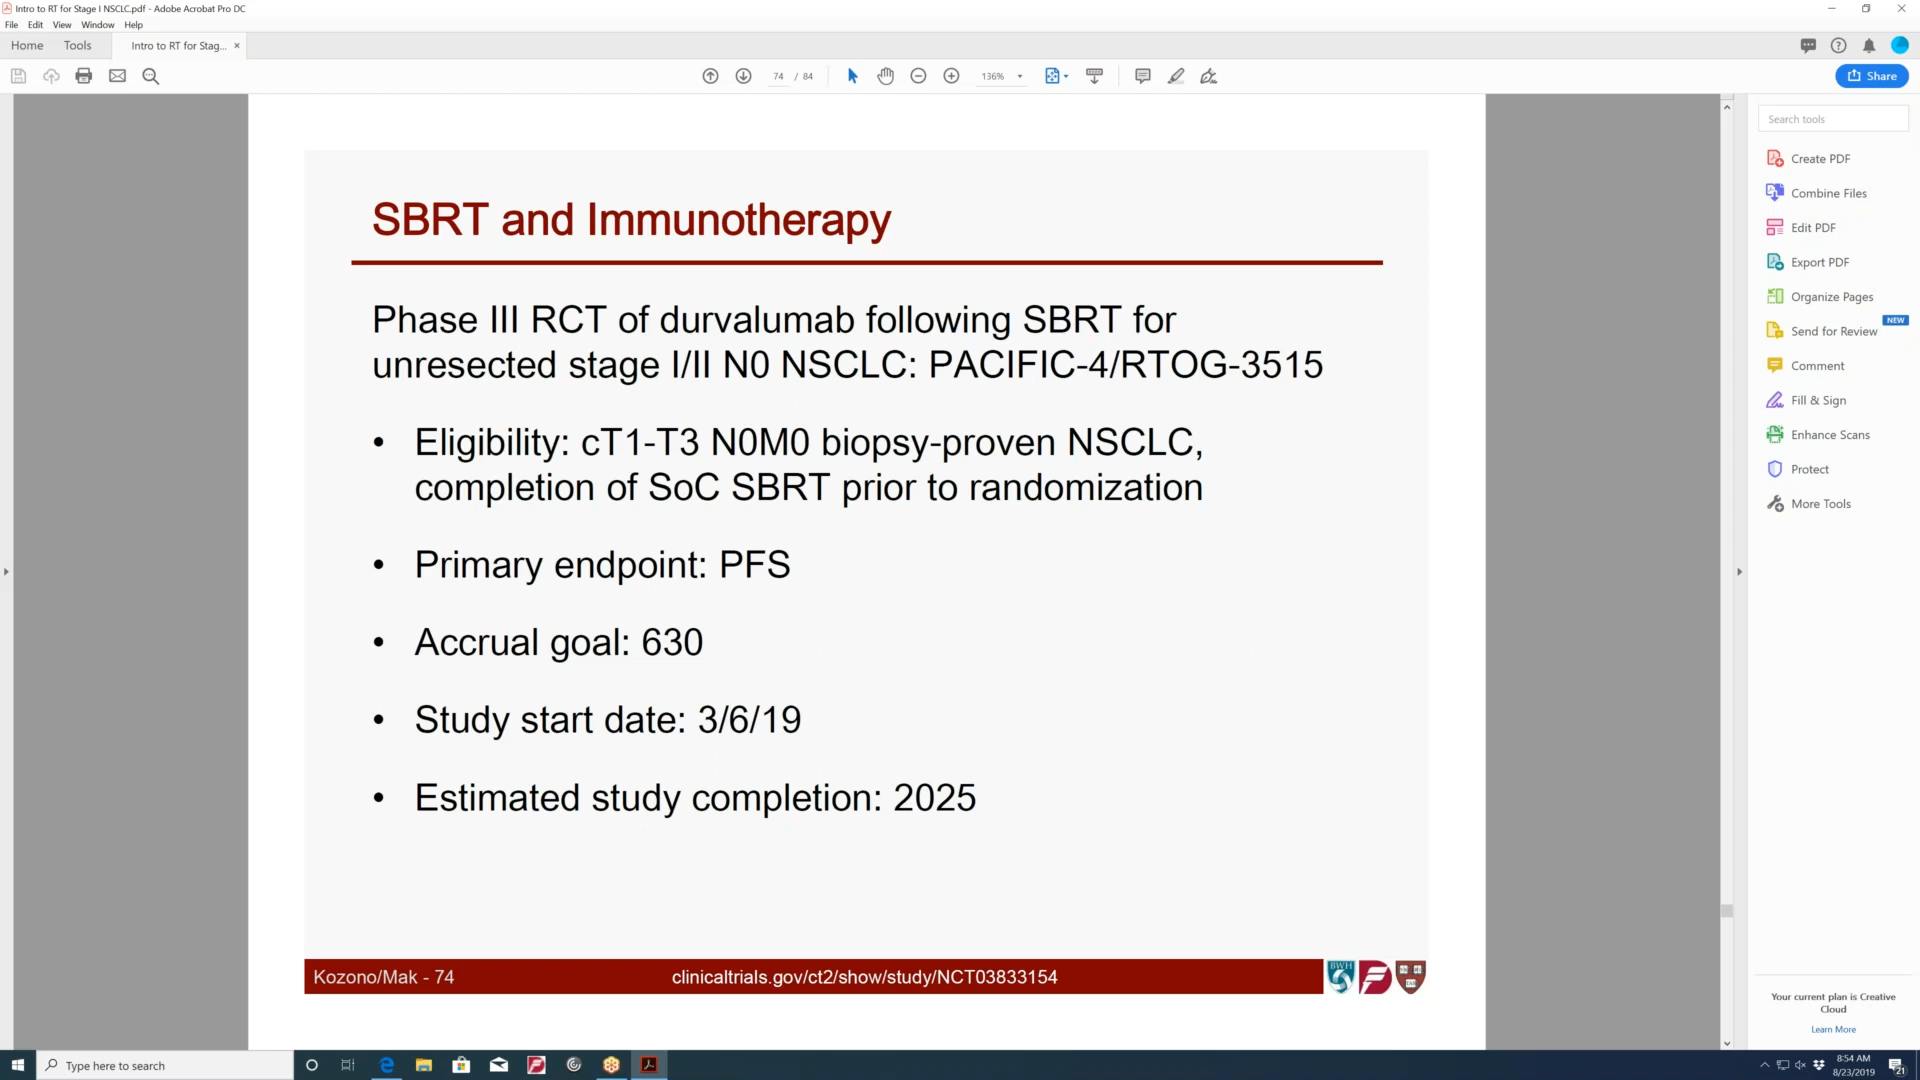 Intro to RT for Stage I NSCLC.pdf - Adobe Acrobat Pro DC
File Edit View Window Help
Home Tools Intro to RT for Stag... ×
74 / 84 136% Share
Search tools
Create PDF
Combine Files
Edit PDF
Export PDF
Organize Pages
Send for Review NEW
Comment
Fill & Sign
Enhance Scans
Protect
More Tools
SBRT and Immunotherapy
Phase III RCT of durvalumab following SBRT for
unresected stage I/II N0 NSCLC: PACIFIC-4/RTOG-3515
• Eligibility: cT1-T3 N0M0 biopsy-proven NSCLC,
completion of SoC SBRT prior to randomization
• Primary endpoint: PFS
• Accrual goal: 630
• Study start date: 3/6/19
• Estimated study completion: 2025
Kozono/Mak - 74 clinicaltrials.gov/ct2/show/study/NCT03833154
BWH
Your current plan is Creative
Cloud
Learn More
Type here to search
8:54 AM
8/23/2019
21